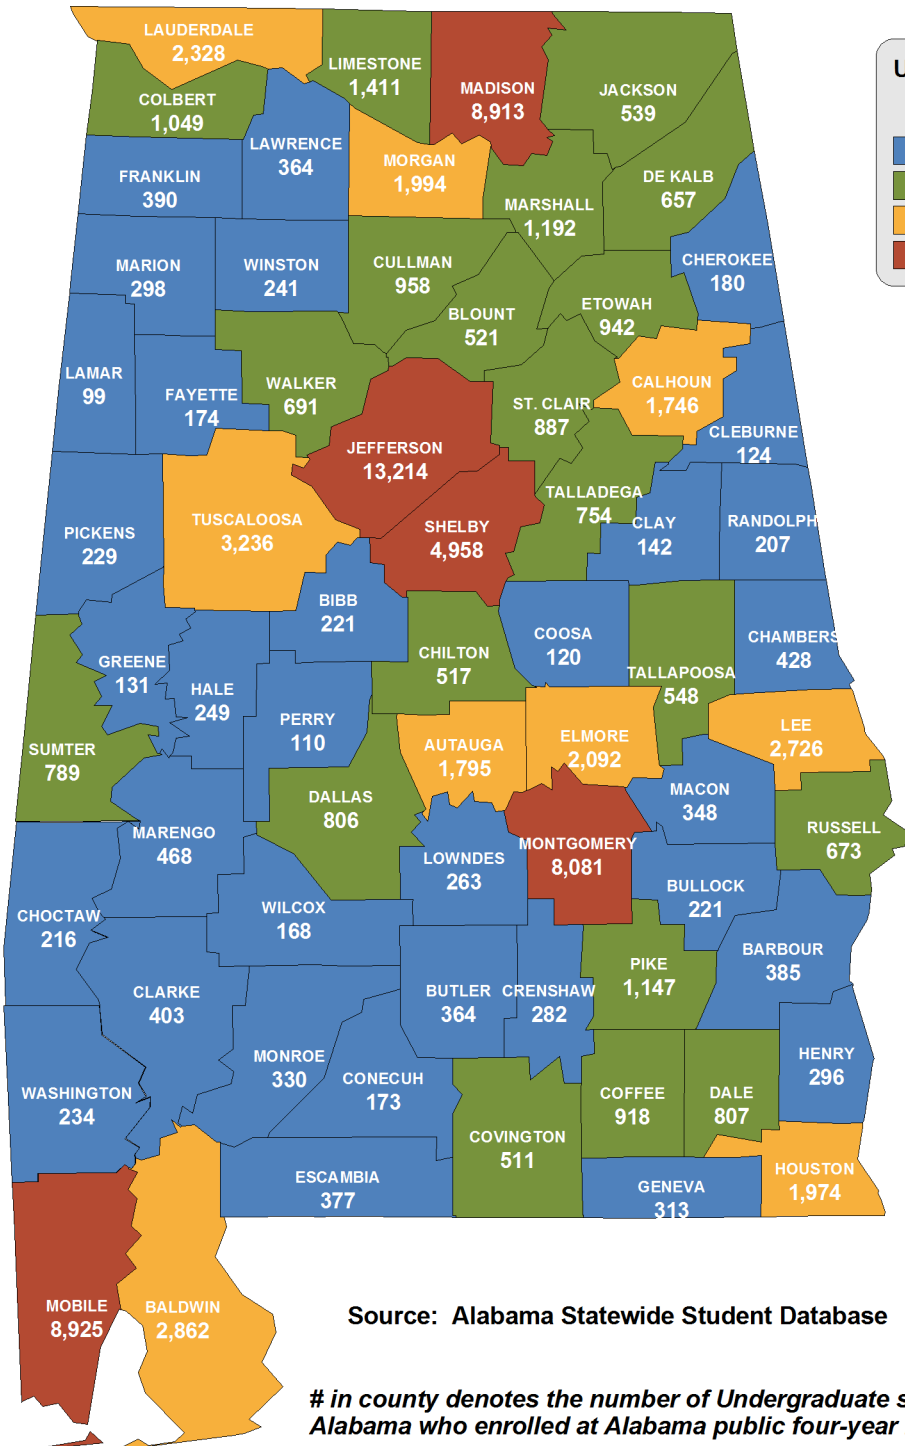 LAUDERDALE
2,328
LIMESTONE
1,411
MADISON
8,913
JACKSON
539
COLBERT
1,049
LAWRENCE
364
MORGAN
1,994
FRANKLIN
390
DE KALB
657
MARSHALL
1,192
CHEROKEE
180
MARION
298
WINSTON
241
CULLMAN
958
ETOWAH
942
BLOUNT
521
LAMAR
99
FAYETTE
174
WALKER
691
CALHOUN
1,746
ST. CLAIR
887
CLEBURNE
124
JEFFERSON
13,214
TALLADEGA
754
TUSCALOOSA
3,236
SHELBY
4,958
CLAY
142
RANDOLPH
207
PICKENS
229
BIBB
221
COOSA
120
CHAMBERS
428
CHILTON
517
TALLAPOOSA
548
GREENE
131
HALE
249
PERRY
110
SUMTER
789
AUTAUGA
1,795
ELMORE
2,092
LEE
2,726
DALLAS
806
MACON
348
MARENGO
468
RUSSELL
673
MONTGOMERY
8,081
LOWNDES
263
BULLOCK
221
CHOCTAW
216
WILCOX
168
BARBOUR
385
PIKE
1,147
CLARKE
403
BUTLER
364
CRENSHAW
282
MONROE
330
CONECUH
173
HENRY
296
WASHINGTON
234
COFFEE
918
DALE
807
COVINGTON
511
ESCAMBIA
377
GENEVA
313
HOUSTON
1,974
MOBILE
8,925
BALDWIN
2,862
U
Source: Alabama Statewide Student Database
# in county denotes the number of Undergraduate s
Alabama who enrolled at Alabama public four-year